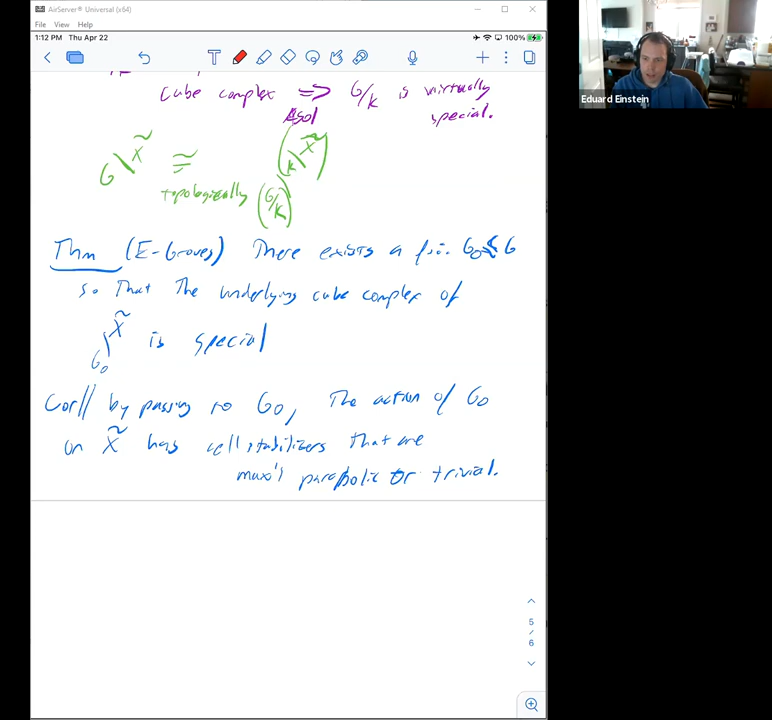 AirServer® Universal (x64)
File View Help
1:12 PM Thu Apr 22
100%
T
Cube complex ⟹ G/K is virtually
special.
G\X̃ ≅ (K\X̃)
topologically (G/K)
Thm (E-Groves) There exists a f.i. G₀ ≤ G
so That The underlying cube complex of
G₀\X̃ is special
Cor// by passing to G₀, The action of G₀
on X̃ has cell stabilizers that are
max'l parabolic or trivial.
5
/
6
Eduard Einstein